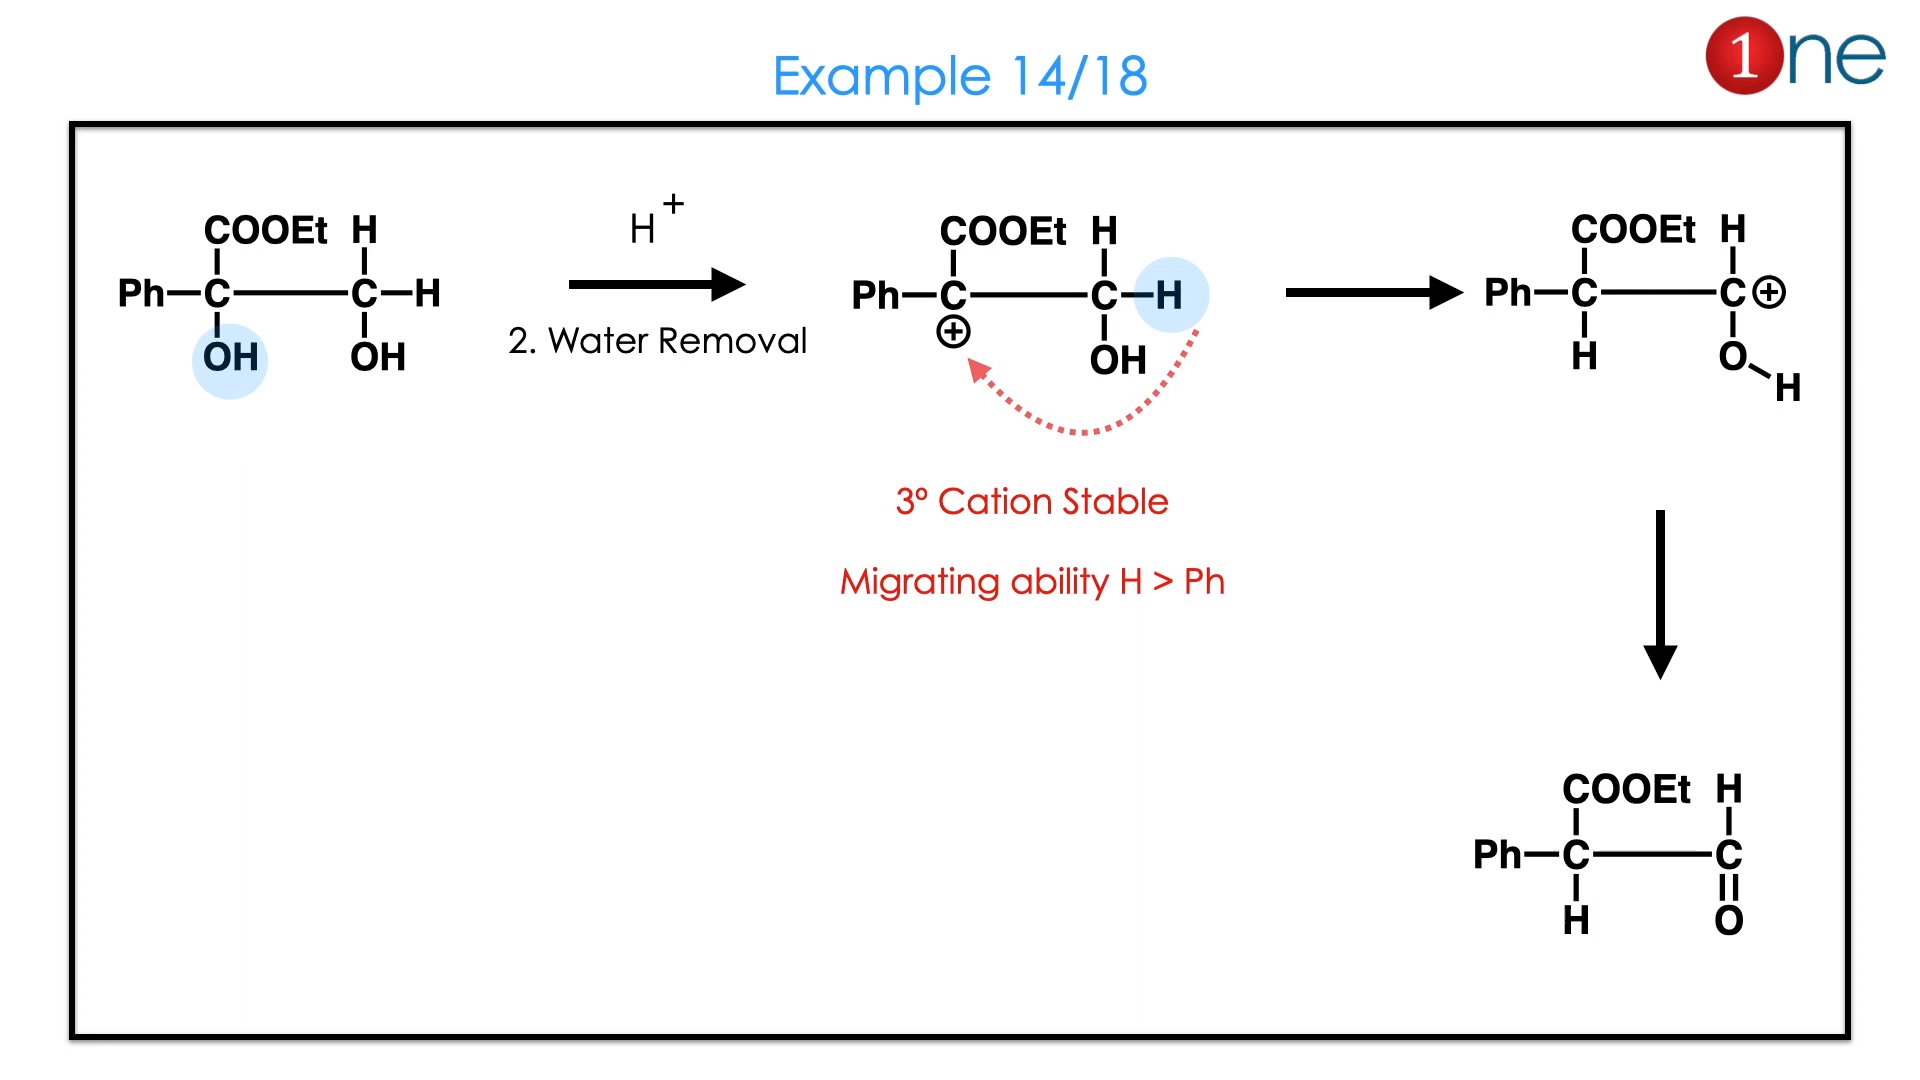 Example 14/18
1ne
COOEt H
Ph C C H
OH OH
H +
2. Water Removal
COOEt H
Ph C C H
⊕
OH
3º Cation Stable
Migrating ability H > Ph
COOEt H
Ph C C ⊕
H O
H
COOEt H
Ph C C
H O